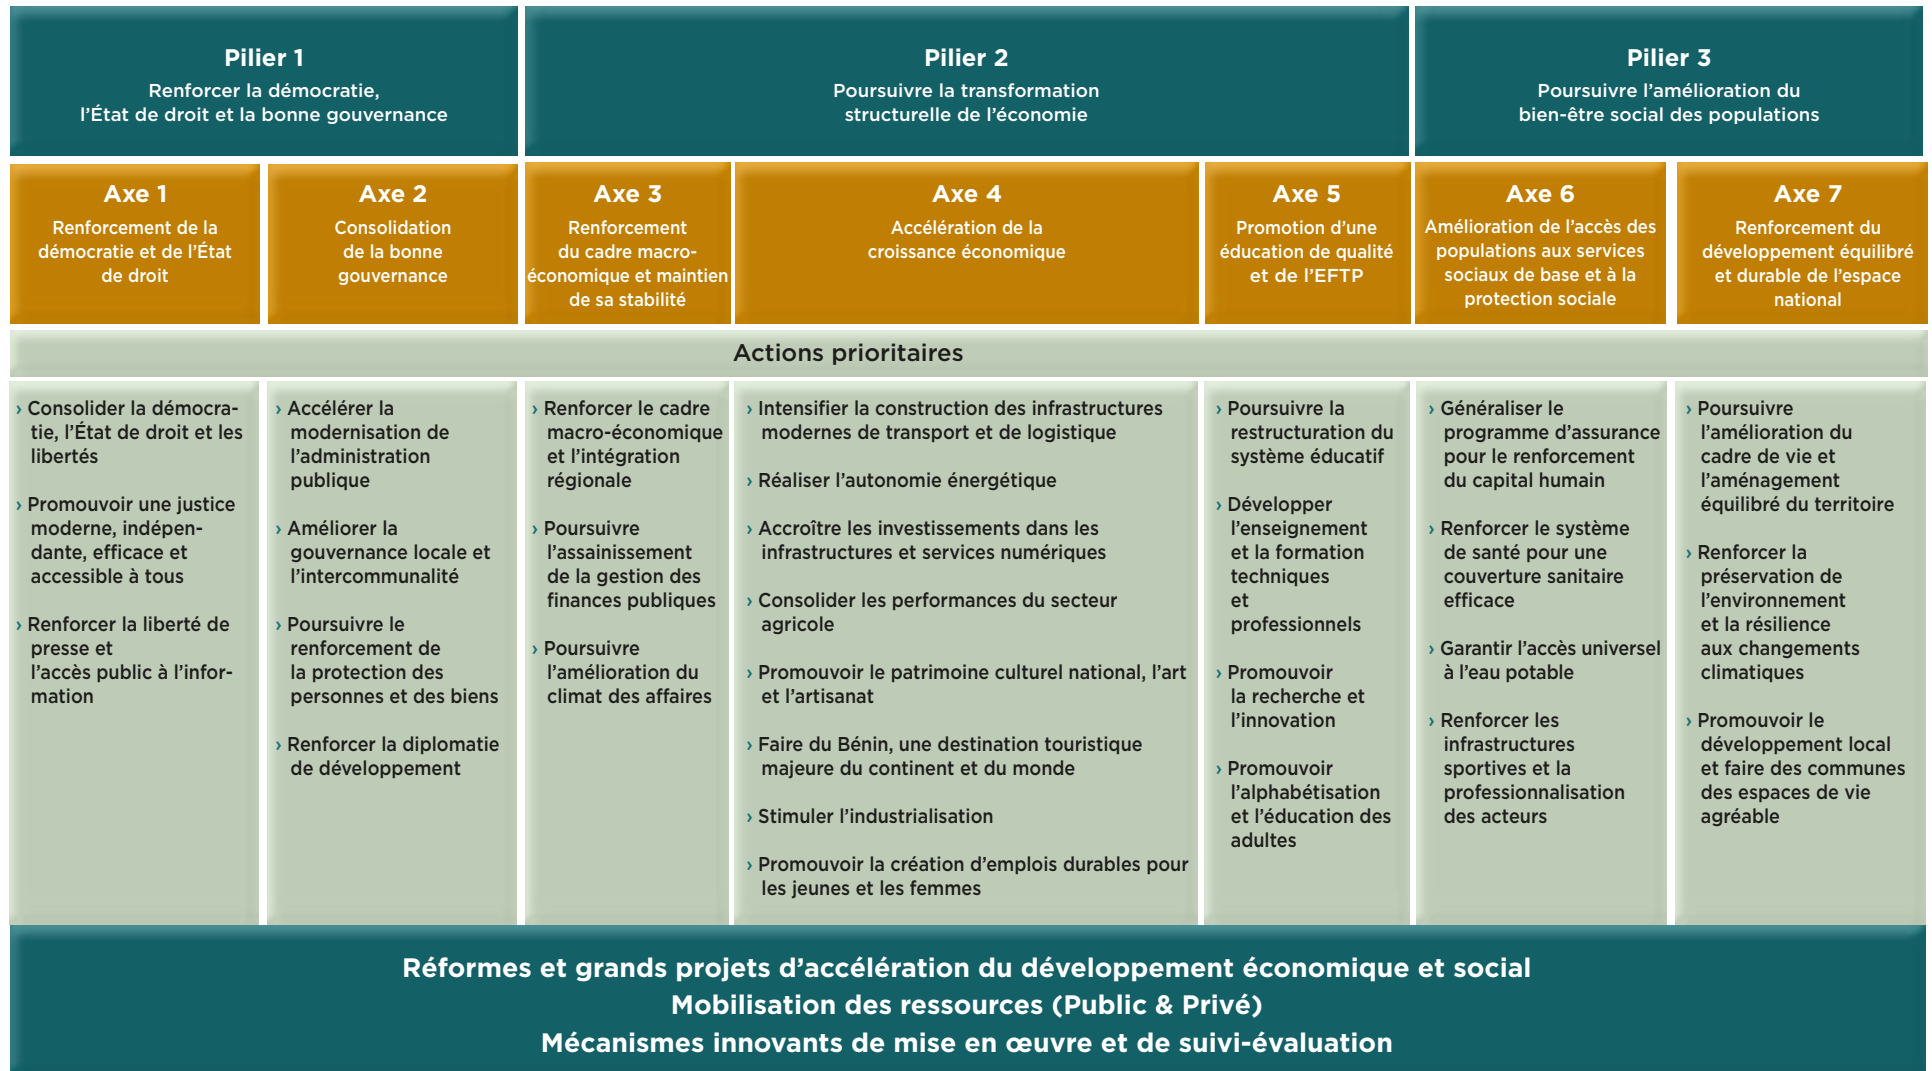 Pilier 1
Renforcer la démocratie,
l’État de droit et la bonne gouvernance
Pilier 2
Poursuivre la transformation
structurelle de l’économie
Pilier 3
Poursuivre l’amélioration du
bien-être social des populations
Axe 1
Renforcement de la
démocratie et de l’État
de droit
Axe 2
Consolidation
de la bonne
gouvernance
Axe 3
Renforcement
du cadre macro-
économique et maintien
de sa stabilité
Axe 4
Accélération de la
croissance économique
Axe 5
Promotion d’une
éducation de qualité
et de l’EFTP
Axe 6
Amélioration de l’accès des
populations aux services
sociaux de base et à la
protection sociale
Axe 7
Renforcement du
développement équilibré
et durable de l’espace
national
Actions prioritaires
› Consolider la démocra-
tie, l’État de droit et les
libertés
› Promouvoir une justice
moderne, indépen-
dante, efficace et
accessible à tous
› Renforcer la liberté de
presse et
l’accès public à l’infor-
mation
› Accélérer la
modernisation de
l’administration
publique
› Améliorer la
gouvernance locale et
l’intercommunalité
› Poursuivre le
renforcement de
la protection des
personnes et des biens
› Renforcer la diplomatie
de développement
› Renforcer le cadre
macro-économique
et l’intégration
régionale
› Poursuivre
l’assainissement
de la gestion des
finances publiques
› Poursuivre
l’amélioration du
climat des affaires
› Intensifier la construction des infrastructures
modernes de transport et de logistique
› Réaliser l’autonomie énergétique
› Accroître les investissements dans les
infrastructures et services numériques
› Consolider les performances du secteur
agricole
› Promouvoir le patrimoine culturel national, l’art
et l’artisanat
› Faire du Bénin, une destination touristique
majeure du continent et du monde
› Stimuler l’industrialisation
› Promouvoir la création d’emplois durables pour
les jeunes et les femmes
› Poursuivre la
restructuration du
système éducatif
› Développer
l’enseignement
et la formation
techniques
et
professionnels
› Promouvoir
la recherche et
l’innovation
› Promouvoir
l’alphabétisation
et l’éducation des
adultes
› Généraliser le
programme d’assurance
pour le renforcement
du capital humain
› Renforcer le système
de santé pour une
couverture sanitaire
efficace
› Garantir l’accès universel
à l’eau potable
› Renforcer les
infrastructures
sportives et la
professionnalisation
des acteurs
› Poursuivre
l’amélioration du
cadre de vie et
l’aménagement
équilibré du territoire
› Renforcer la
préservation de
l’environnement
et la résilience
aux changements
climatiques
› Promouvoir le
développement local
et faire des communes
des espaces de vie
agréable
Réformes et grands projets d’accélération du développement économique et social
Mobilisation des ressources (Public & Privé)
Mécanismes innovants de mise en œuvre et de suivi-évaluation